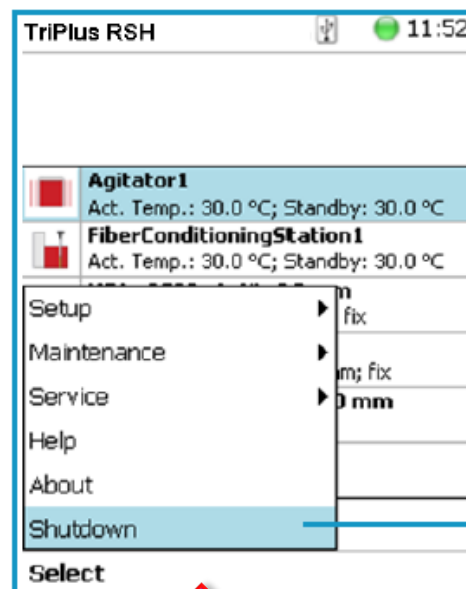 TriPlus RSH 11:52
Agitator1
Act. Temp.: 30.0 °C; Standby: 30.0 °C
FiberConditioningStation1
Act. Temp.: 30.0 °C; Standby: 30.0 °C
Setup
fix
Maintenance
m; fix
Service
0 mm
Help
About
Shutdown
Select